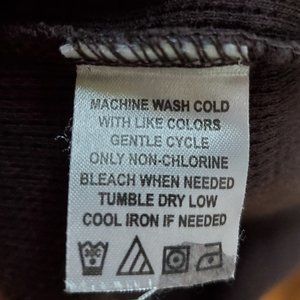 MACHINE WASH COLD
WITH LIKE COLORS
GENTLE CYCLE
ONLY NON-CHLORINE
BLEACH WHEN NEEDED
TUMBLE DRY LOW
COOL IRON IF NEEDED
30C